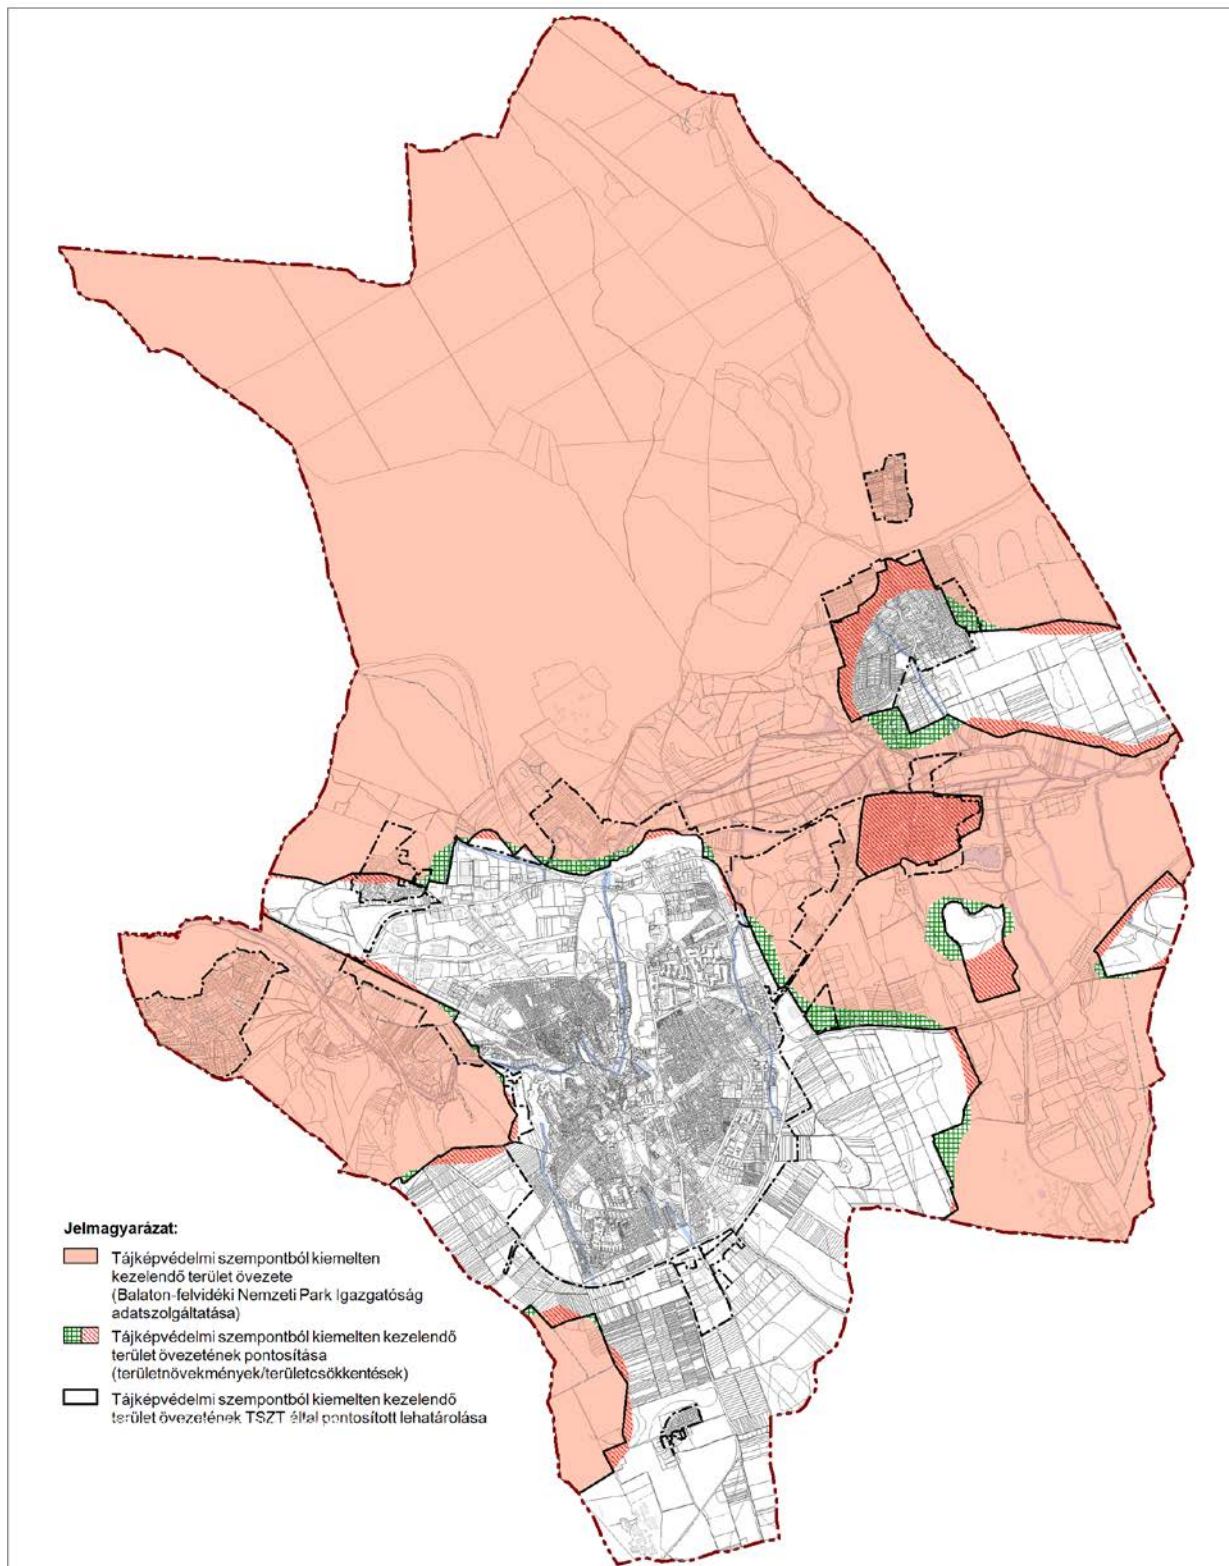 Jelmagyarázat:
Tájképvédelmi szempontból kiemelten
kezelendő terület övezete
(Balaton-felvidéki Nemzeti Park Igazgatóság
adatszolgáltatása)
Tájképvédelmi szempontból kiemelten kezelendő
terület övezetének pontosítása
(területnövekmények/területcsökkentések)
Tájképvédelmi szempontból kiemelten kezelendő
terület övezetének TSZT által pontosított lehatárolása